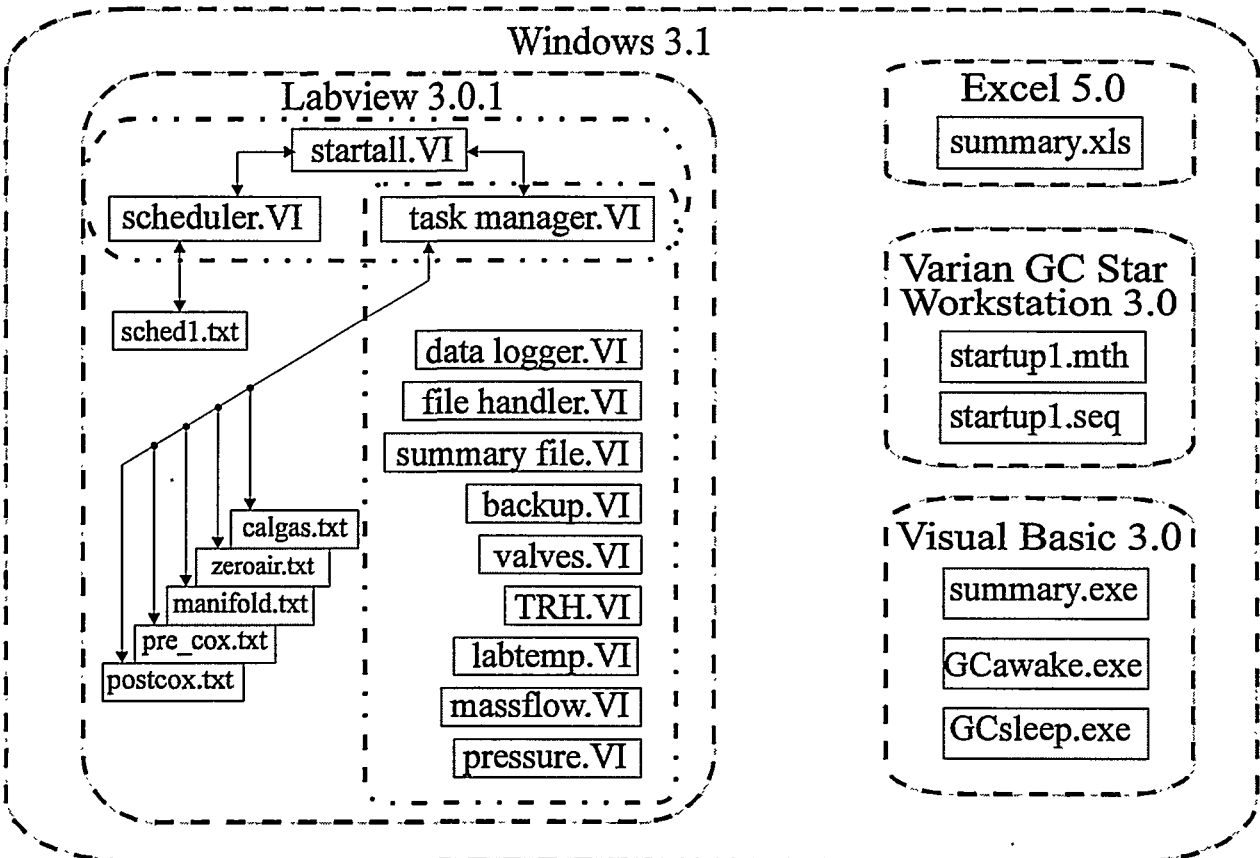 Windows 3.1
Labview 3.0.1
startall.VI
scheduler.VI
task manager.VI
sched1.txt
data logger.VI
file handler.VI
summary file.VI
backup.VI
valves.VI
TRH.VI
labtemp.VI
massflow.VI
pressure.VI
calgas.txt
zeroair.txt
manifold.txt
pre_cox.txt
postcox.txt
Excel 5.0
summary.xls
Varian GC Star
Workstation 3.0
startup1.mth
startup1.seq
Visual Basic 3.0
summary.exe
GCawake.exe
GCsleep.exe